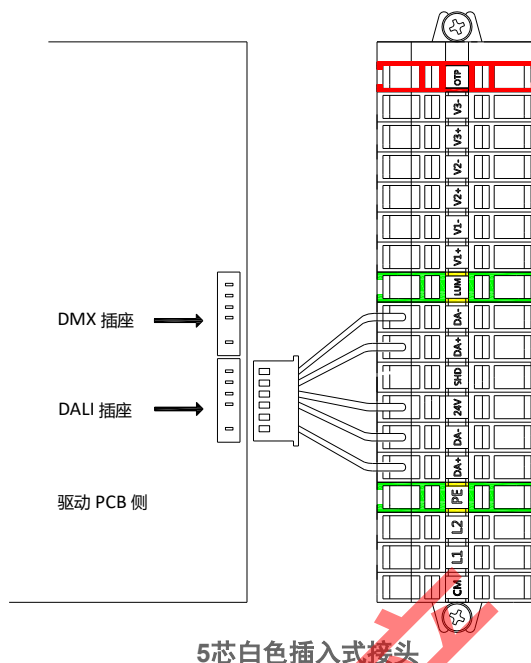 OTP
V3-
V3+
V2-
V2+
V1-
V1+
LUM
DMX 插座
DA-
DA+
SHD
DALI 插座
24V
DA-
DA+
驱动 PCB 侧
PE
L2
L1
CM
5芯白色插入式接头